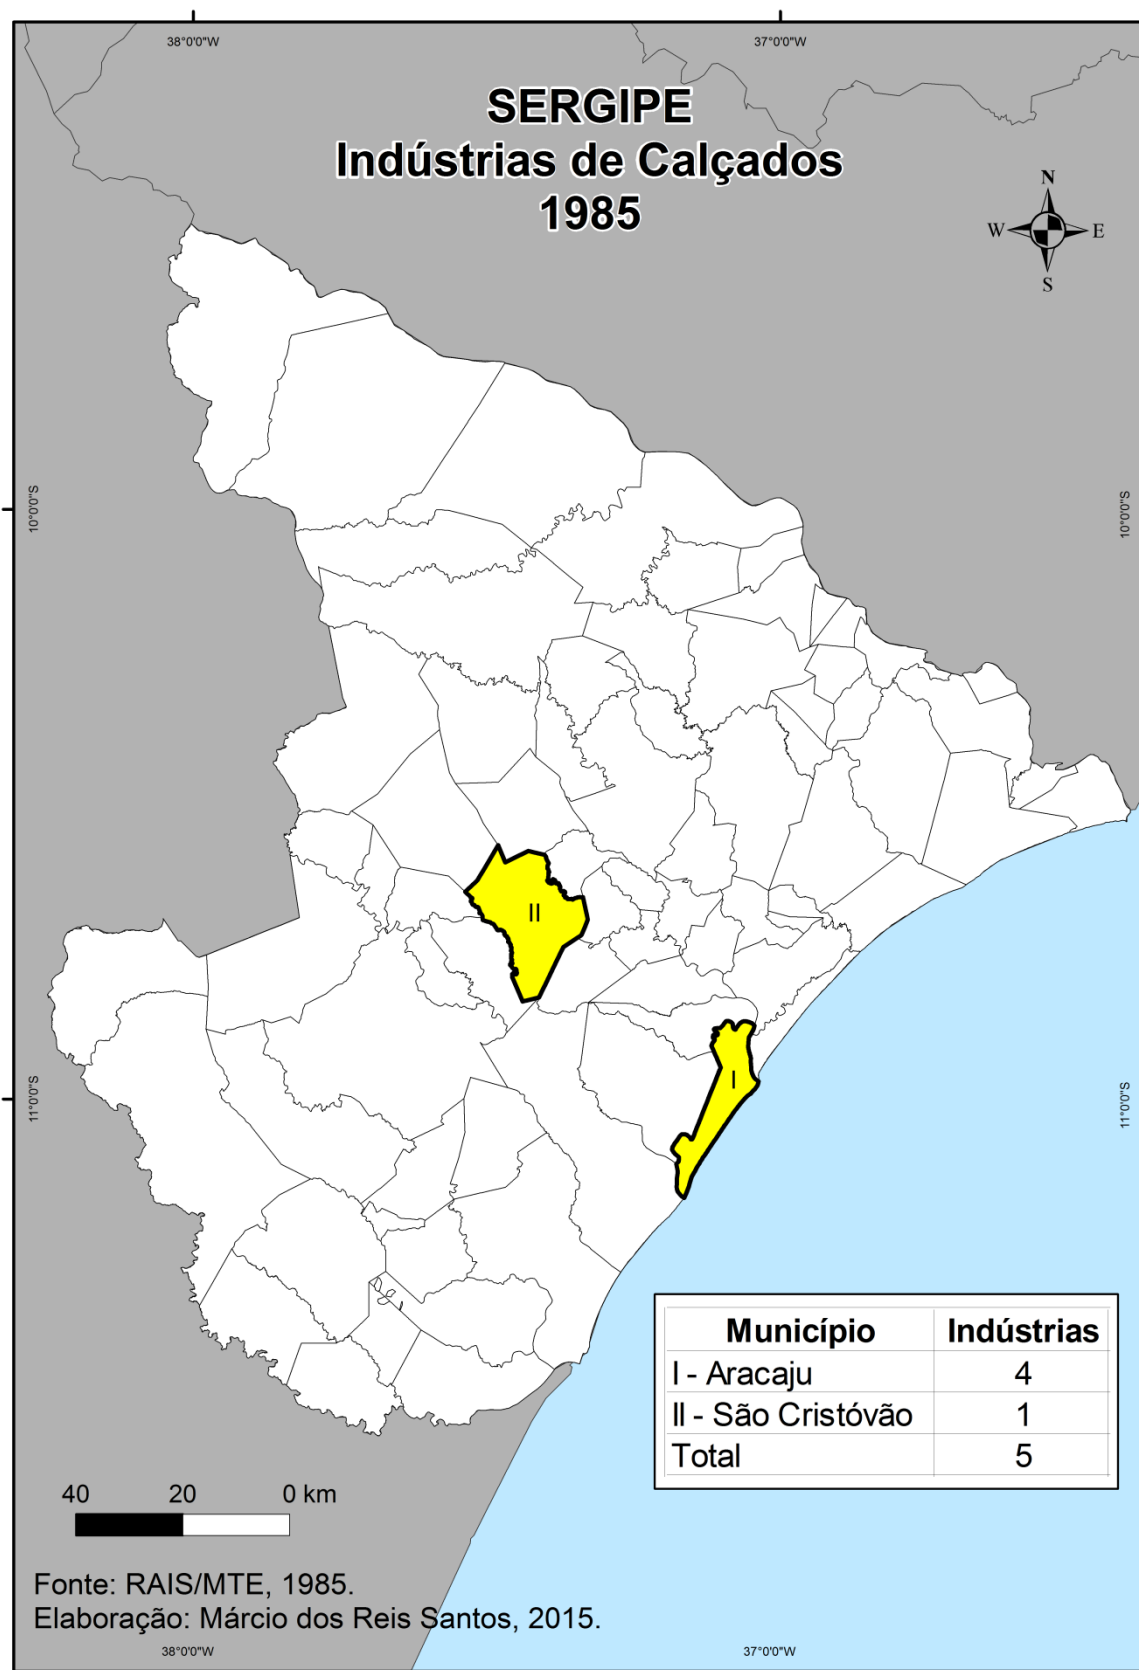 38°0'0"W
37°0'0"W
SERGIPE
Indústrias de Calçados
1985
N
W
E
S
10°0'0"S
10°0'0"S
II
I
11°0'0"S
11°0'0"S
Município Indústrias
I - Aracaju 4
II - São Cristóvão 1
Total 5
40 20 0 km
Fonte: RAIS/MTE, 1985.
Elaboração: Márcio dos Reis Santos, 2015.
38°0'0"W
37°0'0"W